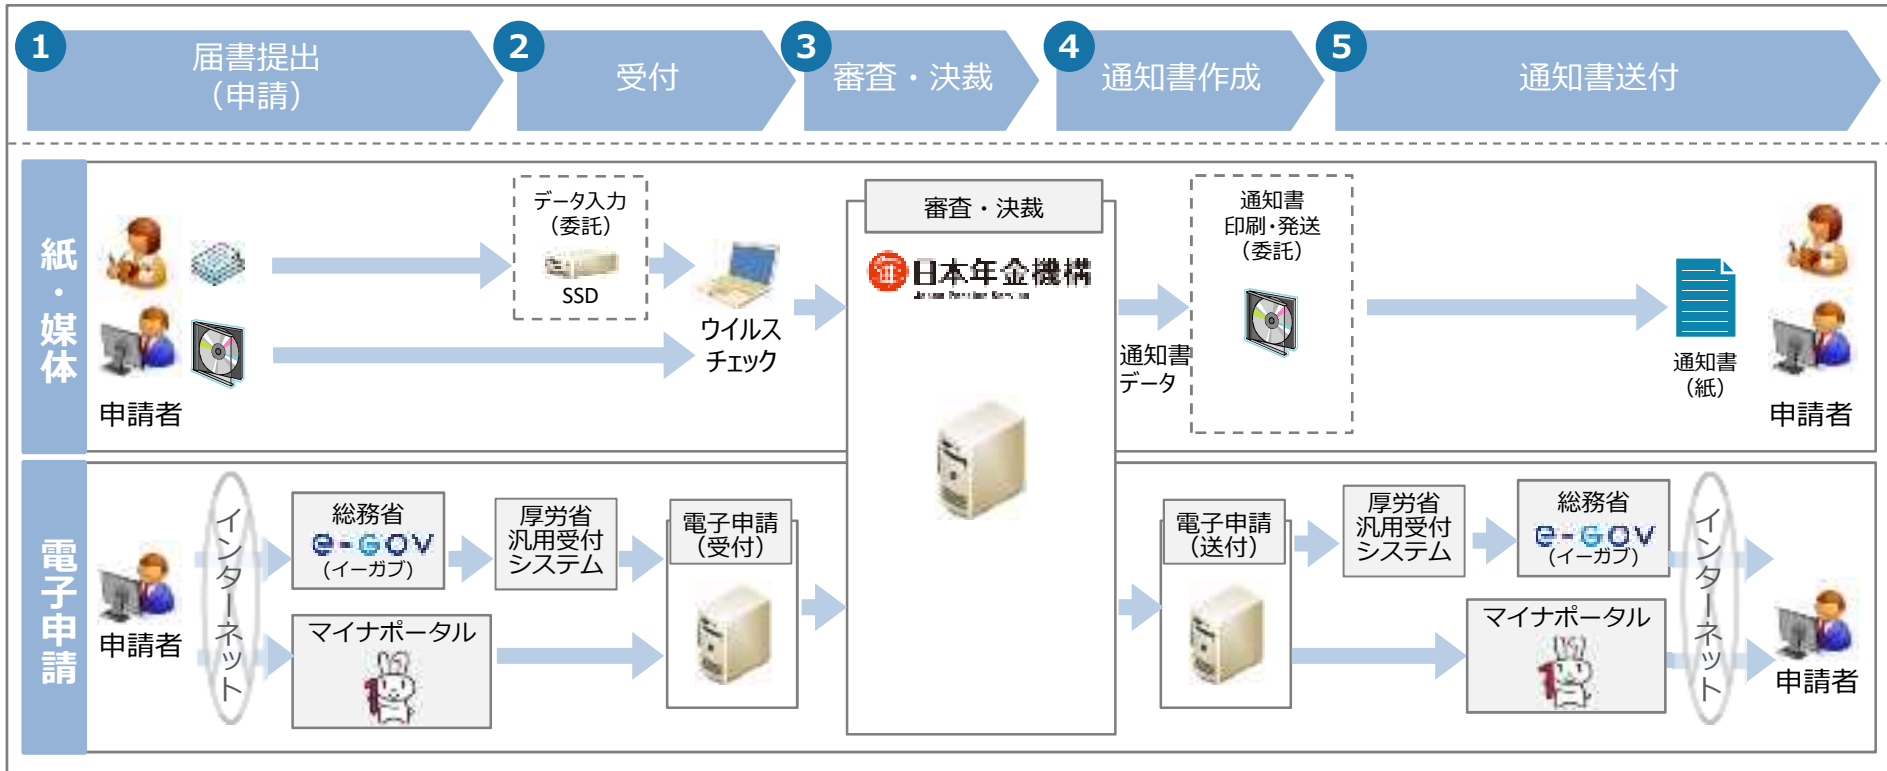 1
届書提出
（申請）
2
受付
3
審査・決裁
4
通知書作成
5
通知書送付
紙・媒体
申請者
データ入力
（委託）
SSD
ウイルス
チェック
審査・決裁
日本年金機構
Japan Pension Service
通知書
データ
通知書
印刷・発送
（委託）
通知書
（紙）
申請者
電子申請
申請者
インターネット
総務省
e-GOV
(イーガブ)
厚労省
汎用受付
システム
マイナポータル
電子申請
（受付）
電子申請
（送付）
厚労省
汎用受付
システム
総務省
e-GOV
(イーガブ)
マイナポータル
インターネット
申請者